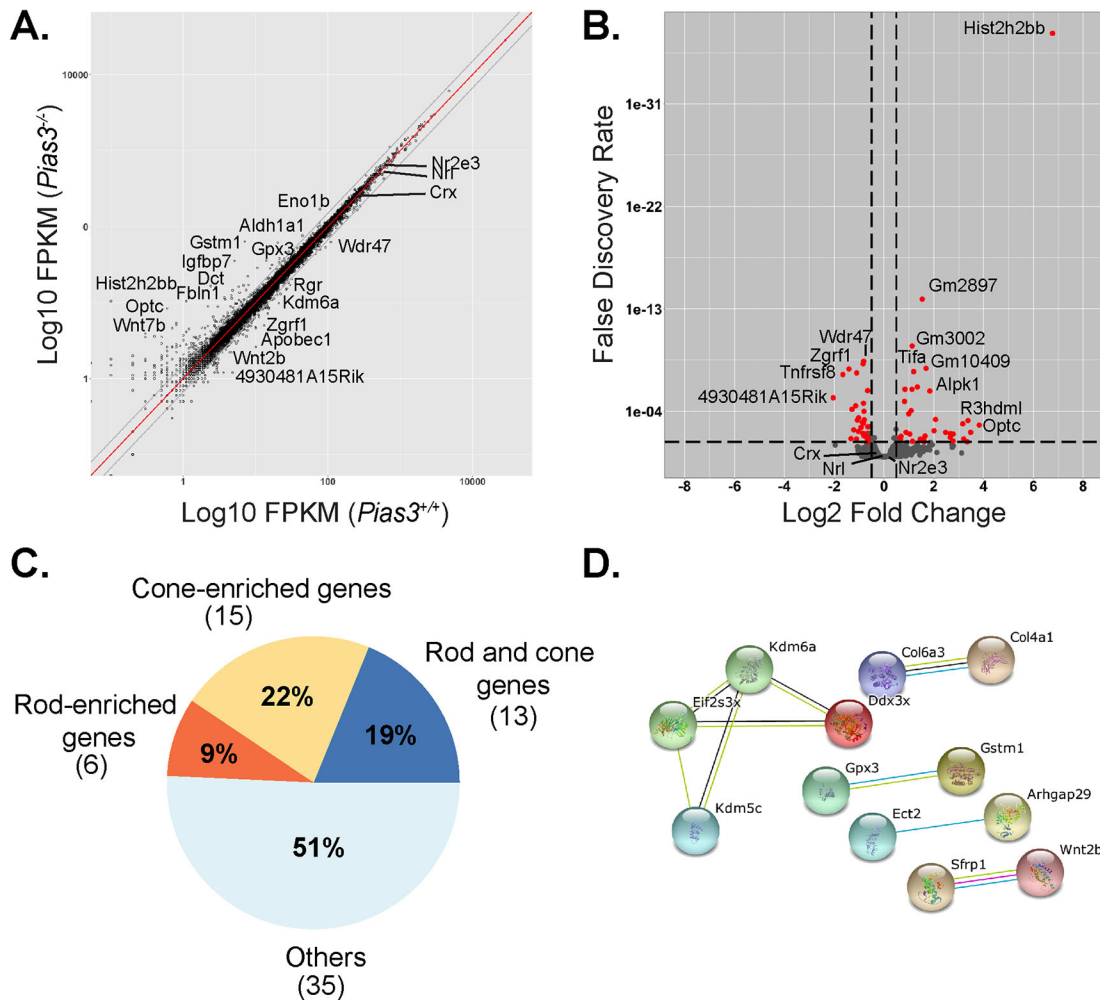 A.
Log10 FPKM (Pias3-/-)
10000
0
1
1
100
10000
Log10 FPKM (Pias3+/+)
Nr2e3
Nrl
Crx
Eno1b
Aldh1a1
Gstm1
Gpx3
Wdr47
Igfbp7
Dct
Hist2h2bb
Fbln1
Rgr
Optc
Kdm6a
Wnt7b
Zgrf1
Apobec1
Wnt2b
4930481A15Rik
B.
False Discovery Rate
1e-31
1e-22
1e-13
1e-04
Hist2h2bb
Gm2897
Wdr47
Gm3002
Zgrf1
Tifa
Gm10409
Tnfrsf8
Alpk1
4930481A15Rik
R3hdml
Optc
Crx
Nrl
Nr2e3
-8
-6
-4
-2
0
2
4
6
8
Log2 Fold Change
C.
Cone-enriched genes
(15)
Rod and cone
genes
(13)
Rod-enriched
genes
(6)
22%
19%
9%
51%
Others
(35)
D.
Kdm6a
Col6a3
Col4a1
Eif2s3x
Ddx3x
Gpx3
Gstm1
Kdm5c
Ect2
Arhgap29
Sfrp1
Wnt2b